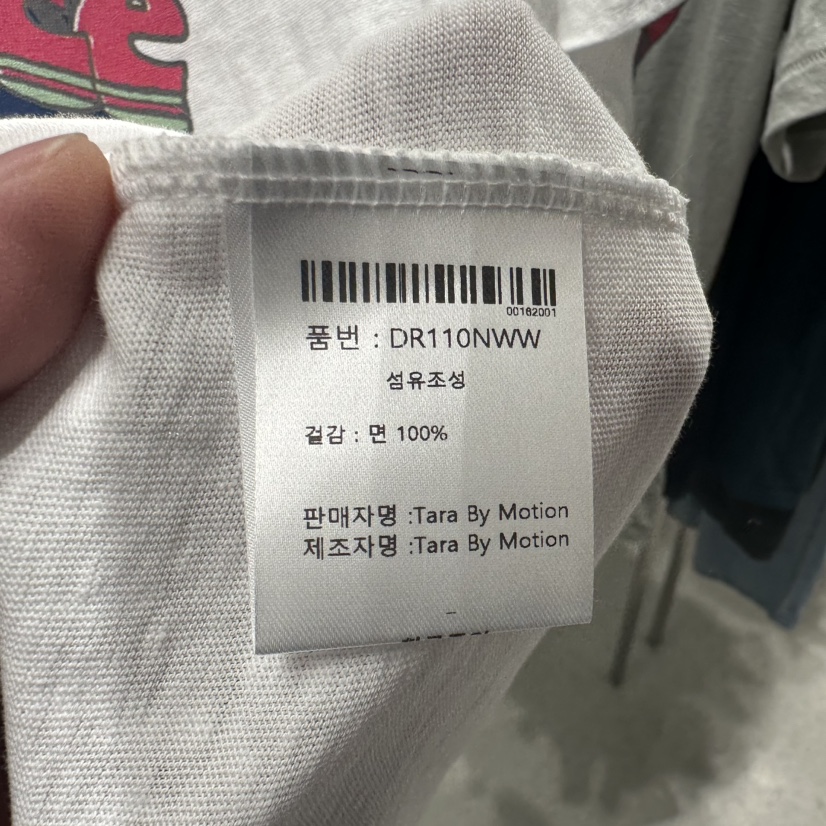 00162001
품번 : DR110NWW
섬유조성
겉감 : 면 100%
판매자명 :Tara By Motion
제조자명 :Tara By Motion